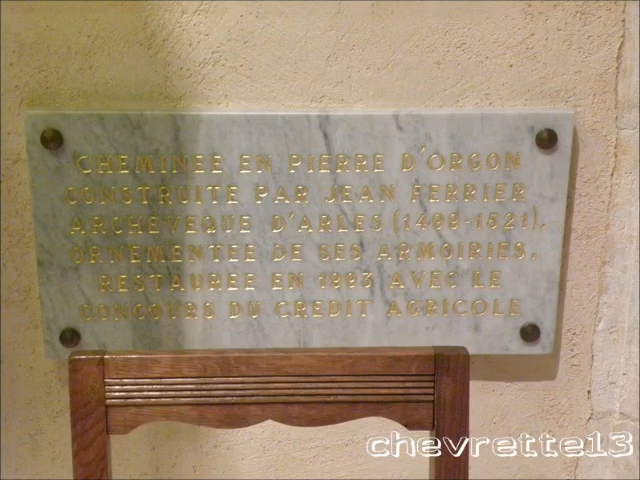 CHEMINEE EN PIERRE D'ORGON
CONSTRUITE PAR JEAN FERRIER
ARCHEVEQUE D'ARLES (1499-1521),
ORNEMENTEE DE SES ARMOIRIES.
RESTAUREE EN 1993 AVEC LE
CONCOURS DU CREDIT AGRICOLE
chevrette13